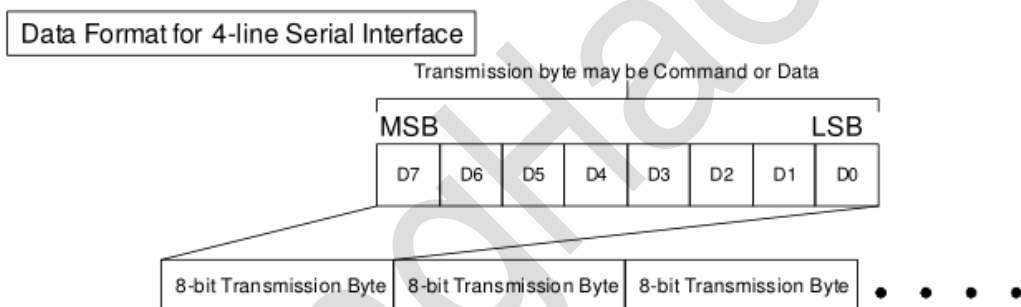 Data Format for 4-line Serial Interface
Transmission byte may be Command or Data
MSB LSB
D7 D6 D5 D4 D3 D2 D1 D0
8-bit Transmission Byte 8-bit Transmission Byte 8-bit Transmission Byte